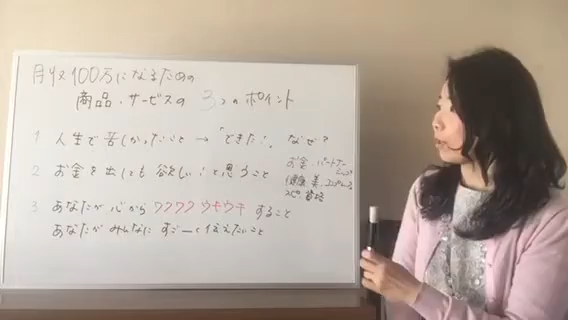 月収100万になるための
商品・サービスの 3つのポイント
1 人生で苦しかったこと → 「できた!」 なぜ?
2 お金を出しても欲しい!と思うこと
お金・パートナー
シップ
健康・美・
スピ・資格
3 あなたが 心から ワクワク ウキウキ すること
あなたが みんなに すごーく伝えたいこと